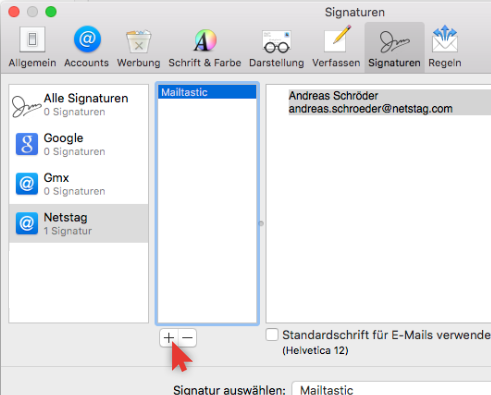 Signaturen
Allgemein Accounts Werbung Schrift & Farbe Darstellung Verfassen Signaturen Regeln
Alle Signaturen
0 Signaturen
Google
0 Signaturen
Gmx
0 Signaturen
Netstag
1 Signatur
Mailtastic
Andreas Schröder
andreas.schroeder@netstag.com
Standardschrift für E-Mails verwende
(Helvetica 12)
Signatur auswählen: Mailtastic